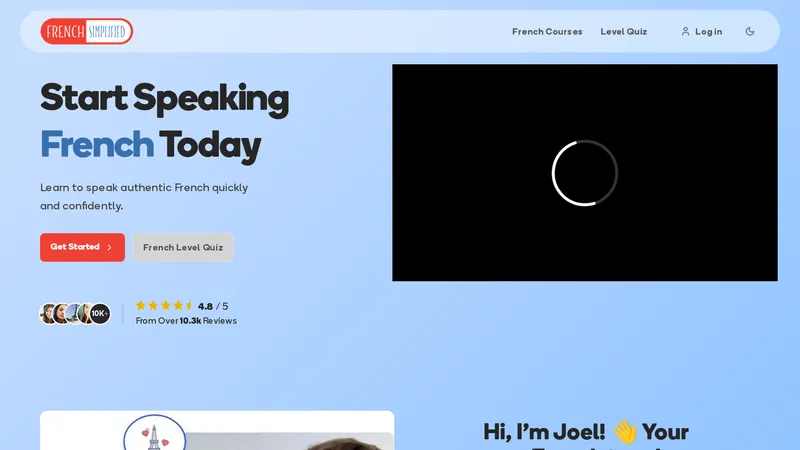 FRENCH SIMPLIFIED
French Courses
Level Quiz
Log in
Start Speaking
French Today
Learn to speak authentic French quickly
and confidently.
Get Started
French Level Quiz
10K+
4.8 / 5
From Over 10.3k Reviews
Hi, I'm Joel! 👋 Your